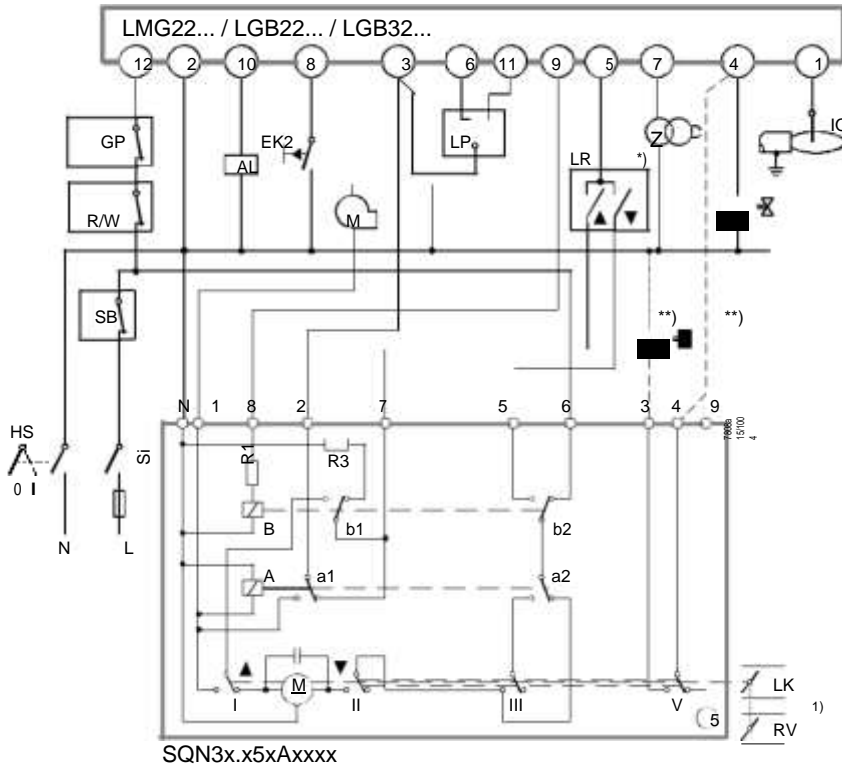 LMG22... / LGB22... / LGB32...
12 2 10 8 3 6 11 9 5 7 4 1
GP
AL
EK2
LP
LR
*)
Z
R/W
M
SB
**) **)
N 1 8 2 7 5 6 3 4 9
HS
0 I
Si
N L
R1
R3
B b1 b2
A a1 a2
M
I II III V
5
LK
1)
RV
SQN3x.x5xAxxxx